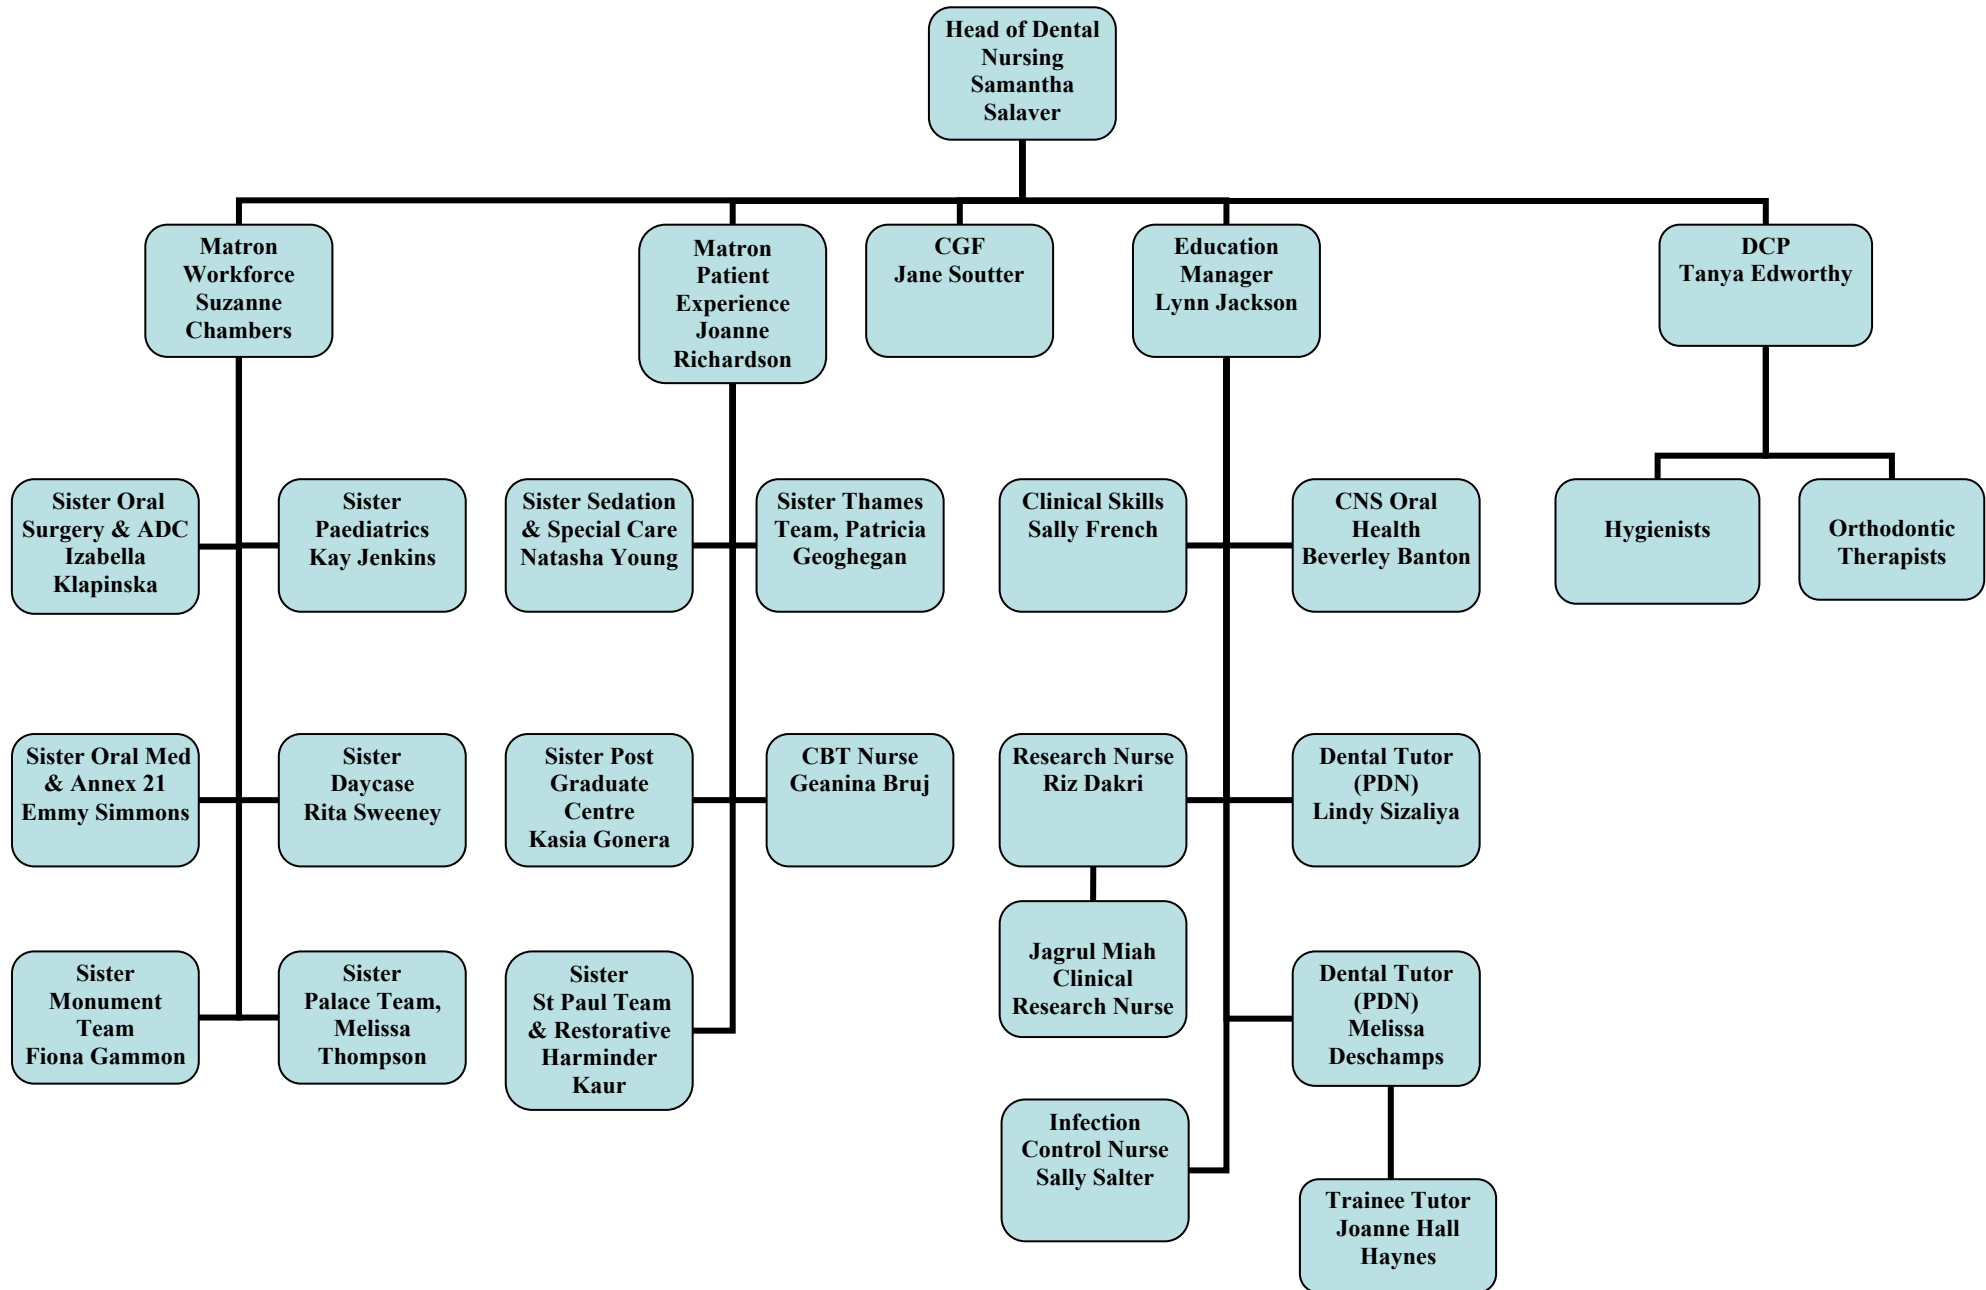 Head of Dental
Nursing
Samantha
Salaver
Matron
Workforce
Suzanne
Chambers
Matron
Patient
Experience
Joanne
Richardson
CGF
Jane Soutter
Education
Manager
Lynn Jackson
DCP
Tanya Edworthy
Sister Oral
Surgery & ADC
Izabella
Klapinska
Sister
Paediatrics
Kay Jenkins
Sister Sedation
& Special Care
Natasha Young
Sister Thames
Team, Patricia
Geoghegan
Clinical Skills
Sally French
CNS Oral
Health
Beverley Banton
Hygienists
Orthodontic
Therapists
Sister Oral Med
& Annex 21
Emmy Simmons
Sister
Daycase
Rita Sweeney
Sister Post
Graduate
Centre
Kasia Gonera
CBT Nurse
Geanina Bruj
Research Nurse
Riz Dakri
Dental Tutor
(PDN)
Lindy Sizaliya
Jagrul Miah
Clinical
Research Nurse
Sister
Monument
Team
Fiona Gammon
Sister
Palace Team,
Melissa
Thompson
Sister
St Paul Team
& Restorative
Harminder
Kaur
Dental Tutor
(PDN)
Melissa
Deschamps
Infection
Control Nurse
Sally Salter
Trainee Tutor
Joanne Hall
Haynes